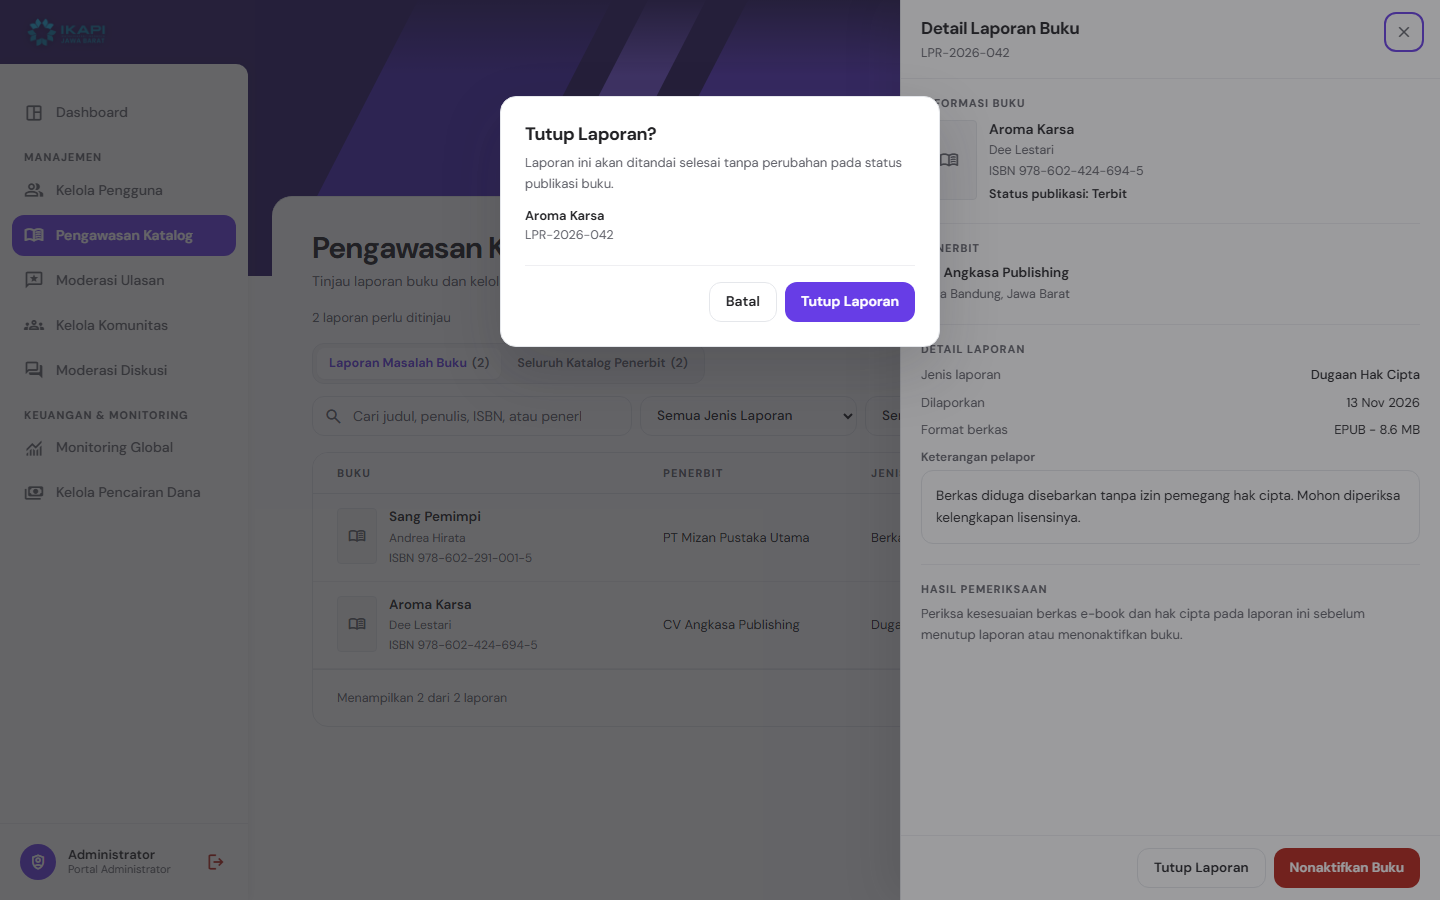 IKAPI
JAWA BARAT
Dashboard
MANAJEMEN
Kelola Pengguna
Pengawasan Katalog
Moderasi Ulasan
Kelola Komunitas
Moderasi Diskusi
KEUANGAN & MONITORING
Monitoring Global
Kelola Pencairan Dana
Administrator
Portal Administrator
Pengawasan K
Tinjau laporan buku dan kelol
2 laporan perlu ditinjau
Laporan Masalah Buku (2)
Seluruh Katalog Penerbit (2)
Cari judul, penulis, ISBN, atau penerl
Semua Jenis Laporan
Se
BUKU
PENERBIT
JENI
Sang Pemimpi
Andrea Hirata
ISBN 978-602-291-001-5
PT Mizan Pustaka Utama
Berka
Aroma Karsa
Dee Lestari
ISBN 978-602-424-694-5
CV Angkasa Publishing
Duga
Menampilkan 2 dari 2 laporan
Tutup Laporan?
Laporan ini akan ditandai selesai tanpa perubahan pada status
publikasi buku.
Aroma Karsa
LPR-2026-042
Batal
Tutup Laporan
Detail Laporan Buku
LPR-2026-042
FORMASI BUKU
Aroma Karsa
Dee Lestari
ISBN 978-602-424-694-5
Status publikasi: Terbit
NERBIT
Angkasa Publishing
a Bandung, Jawa Barat
DETAIL LAPORAN
Jenis laporan
Dugaan Hak Cipta
Dilaporkan
13 Nov 2026
Format berkas
EPUB - 8.6 MB
Keterangan pelapor
Berkas diduga disebarkan tanpa izin pemegang hak cipta. Mohon diperiksa
kelengkapan lisensinya.
HASIL PEMERIKSAAN
Periksa kesesuaian berkas e-book dan hak cipta pada laporan ini sebelum
menutup laporan atau menonaktifkan buku.
Tutup Laporan
Nonaktifkan Buku